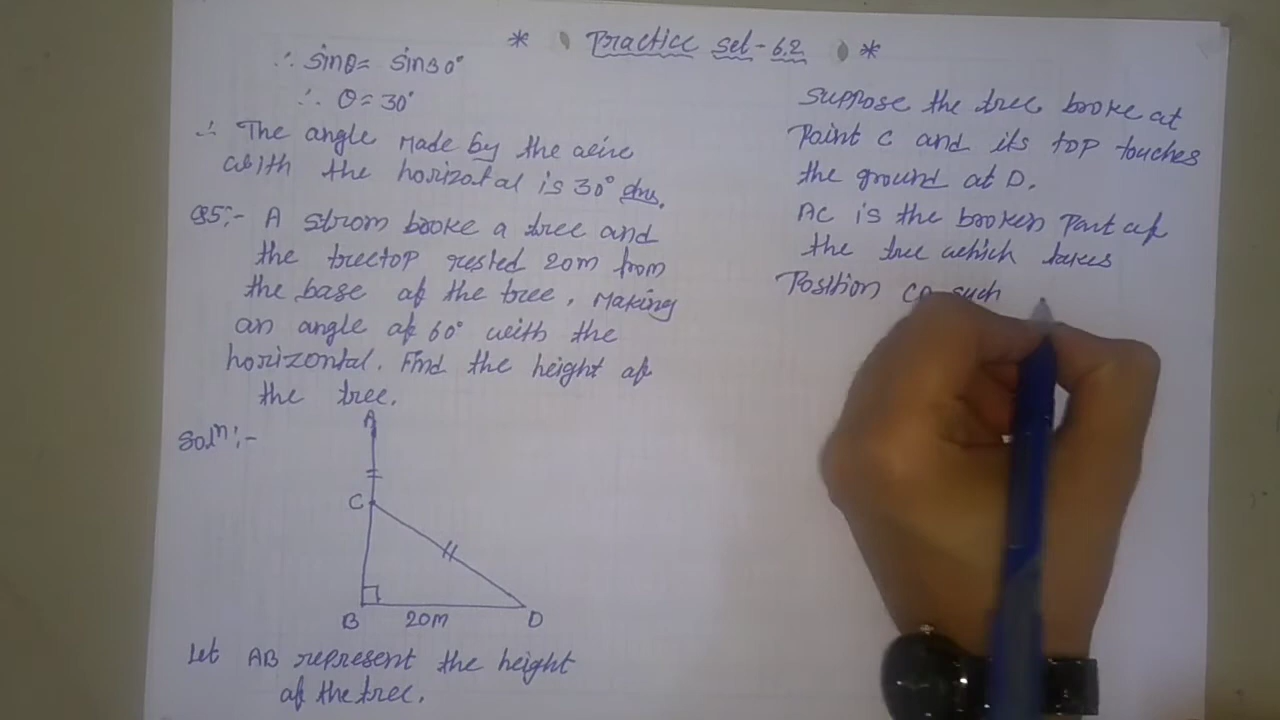 * Practice set - 6.2 *
∴ sinθ = sin30°
∴ θ = 30°
∴ The angle made by the wire
with the horizotal is 30° Ans.
Q5:- A strom broke a tree and
the treetop rested 20m from
the base of the tree, Making
an angle of 60° with the
horizontal. Find the height of
the tree.
Solⁿ:-
A
C
B 20m D
Let AB represent the height
of the tree.
Suppose the tree broke at
Point C and its top touches
the ground at D.
AC is the broken Part of
the tree which takes
Position such